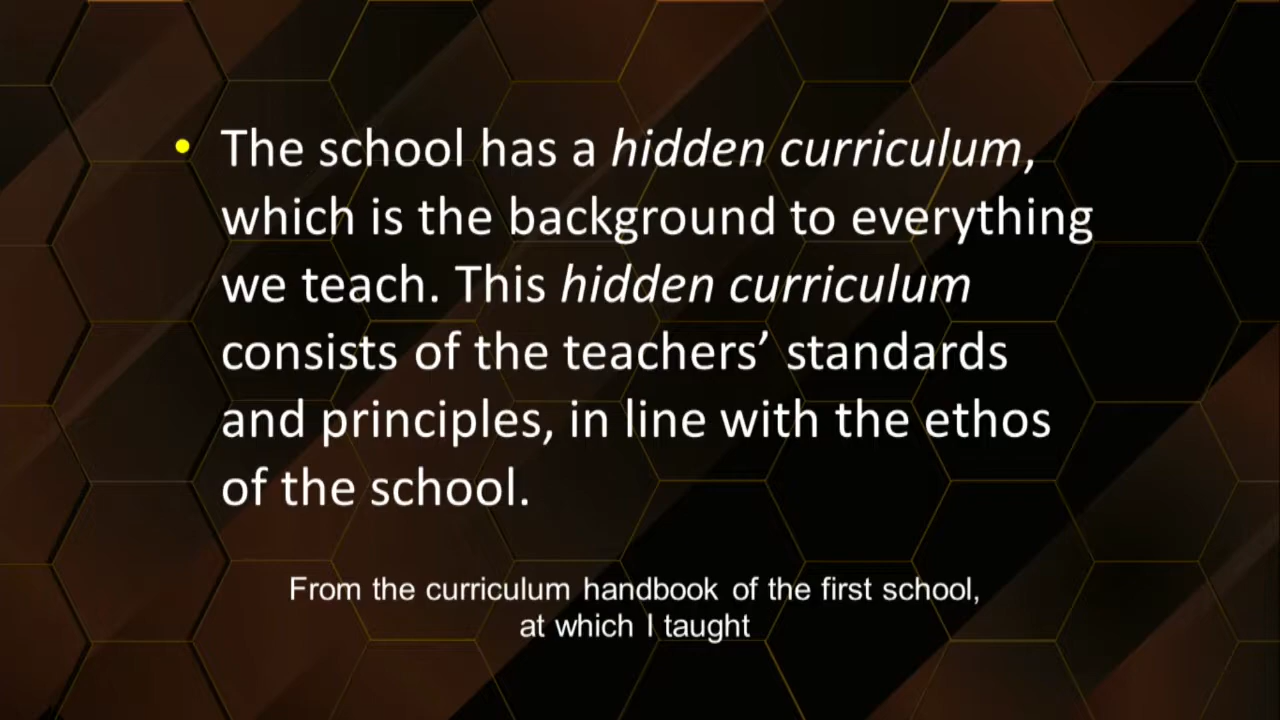 • The school has a hidden curriculum,
which is the background to everything
we teach. This hidden curriculum
consists of the teachers’ standards
and principles, in line with the ethos
of the school.
From the curriculum handbook of the first school,
at which I taught